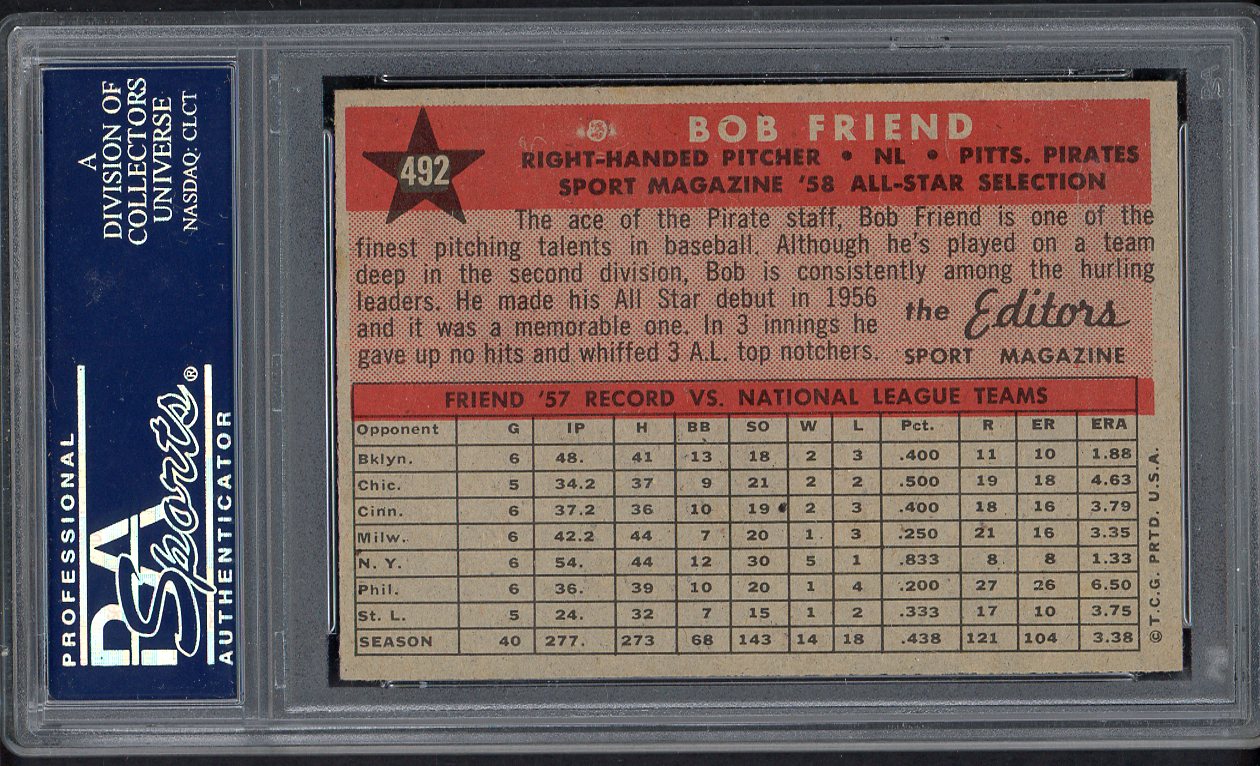 A
DIVISION OF
COLLECTORS
UNIVERSE
NASDAQ: CLCT
PROFESSIONAL
PSA
Sports®
AUTHENTICATOR
492
BOB FRIEND
RIGHT-HANDED PITCHER • NL • PITTS. PIRATES
SPORT MAGAZINE '58 ALL-STAR SELECTION
The ace of the Pirate staff Bob Friend is one of the
finest pitching talents in baseball. Although he's played on a team
deep in the second division, Bob is consistently among the hurling
leaders. He made his All Star debut in 1956
and it was a memorable one. In 3 innings he
gave up no hits and whiffed 3 A.L. top notchers.
the Editors
SPORT MAGAZINE
FRIEND '57 RECORD VS. NATIONAL LEAGUE TEAMS
Opponent G IP H BB SO W L Pct. R ER ERA
Bklyn. 6 48. 41 13 18 2 3 .400 11 10 1.88
Chic. 5 34.2 37 9 21 2 2 .500 19 18 4.63
Cinn. 6 37.2 36 10 19 2 3 .400 18 16 3.79
Milw. 6 42.2 44 7 20 1 3 .250 21 16 3.35
N. Y. 6 54. 44 12 30 5 1 .833 8 8 1.33
Phil. 6 36. 39 10 20 1 4 .200 27 26 6.50
St. L. 5 24. 32 7 15 1 2 .333 17 10 3.75
SEASON 40 277. 273 68 143 14 18 .438 121 104 3.38
© T.C.G. PRTD. U.S.A.